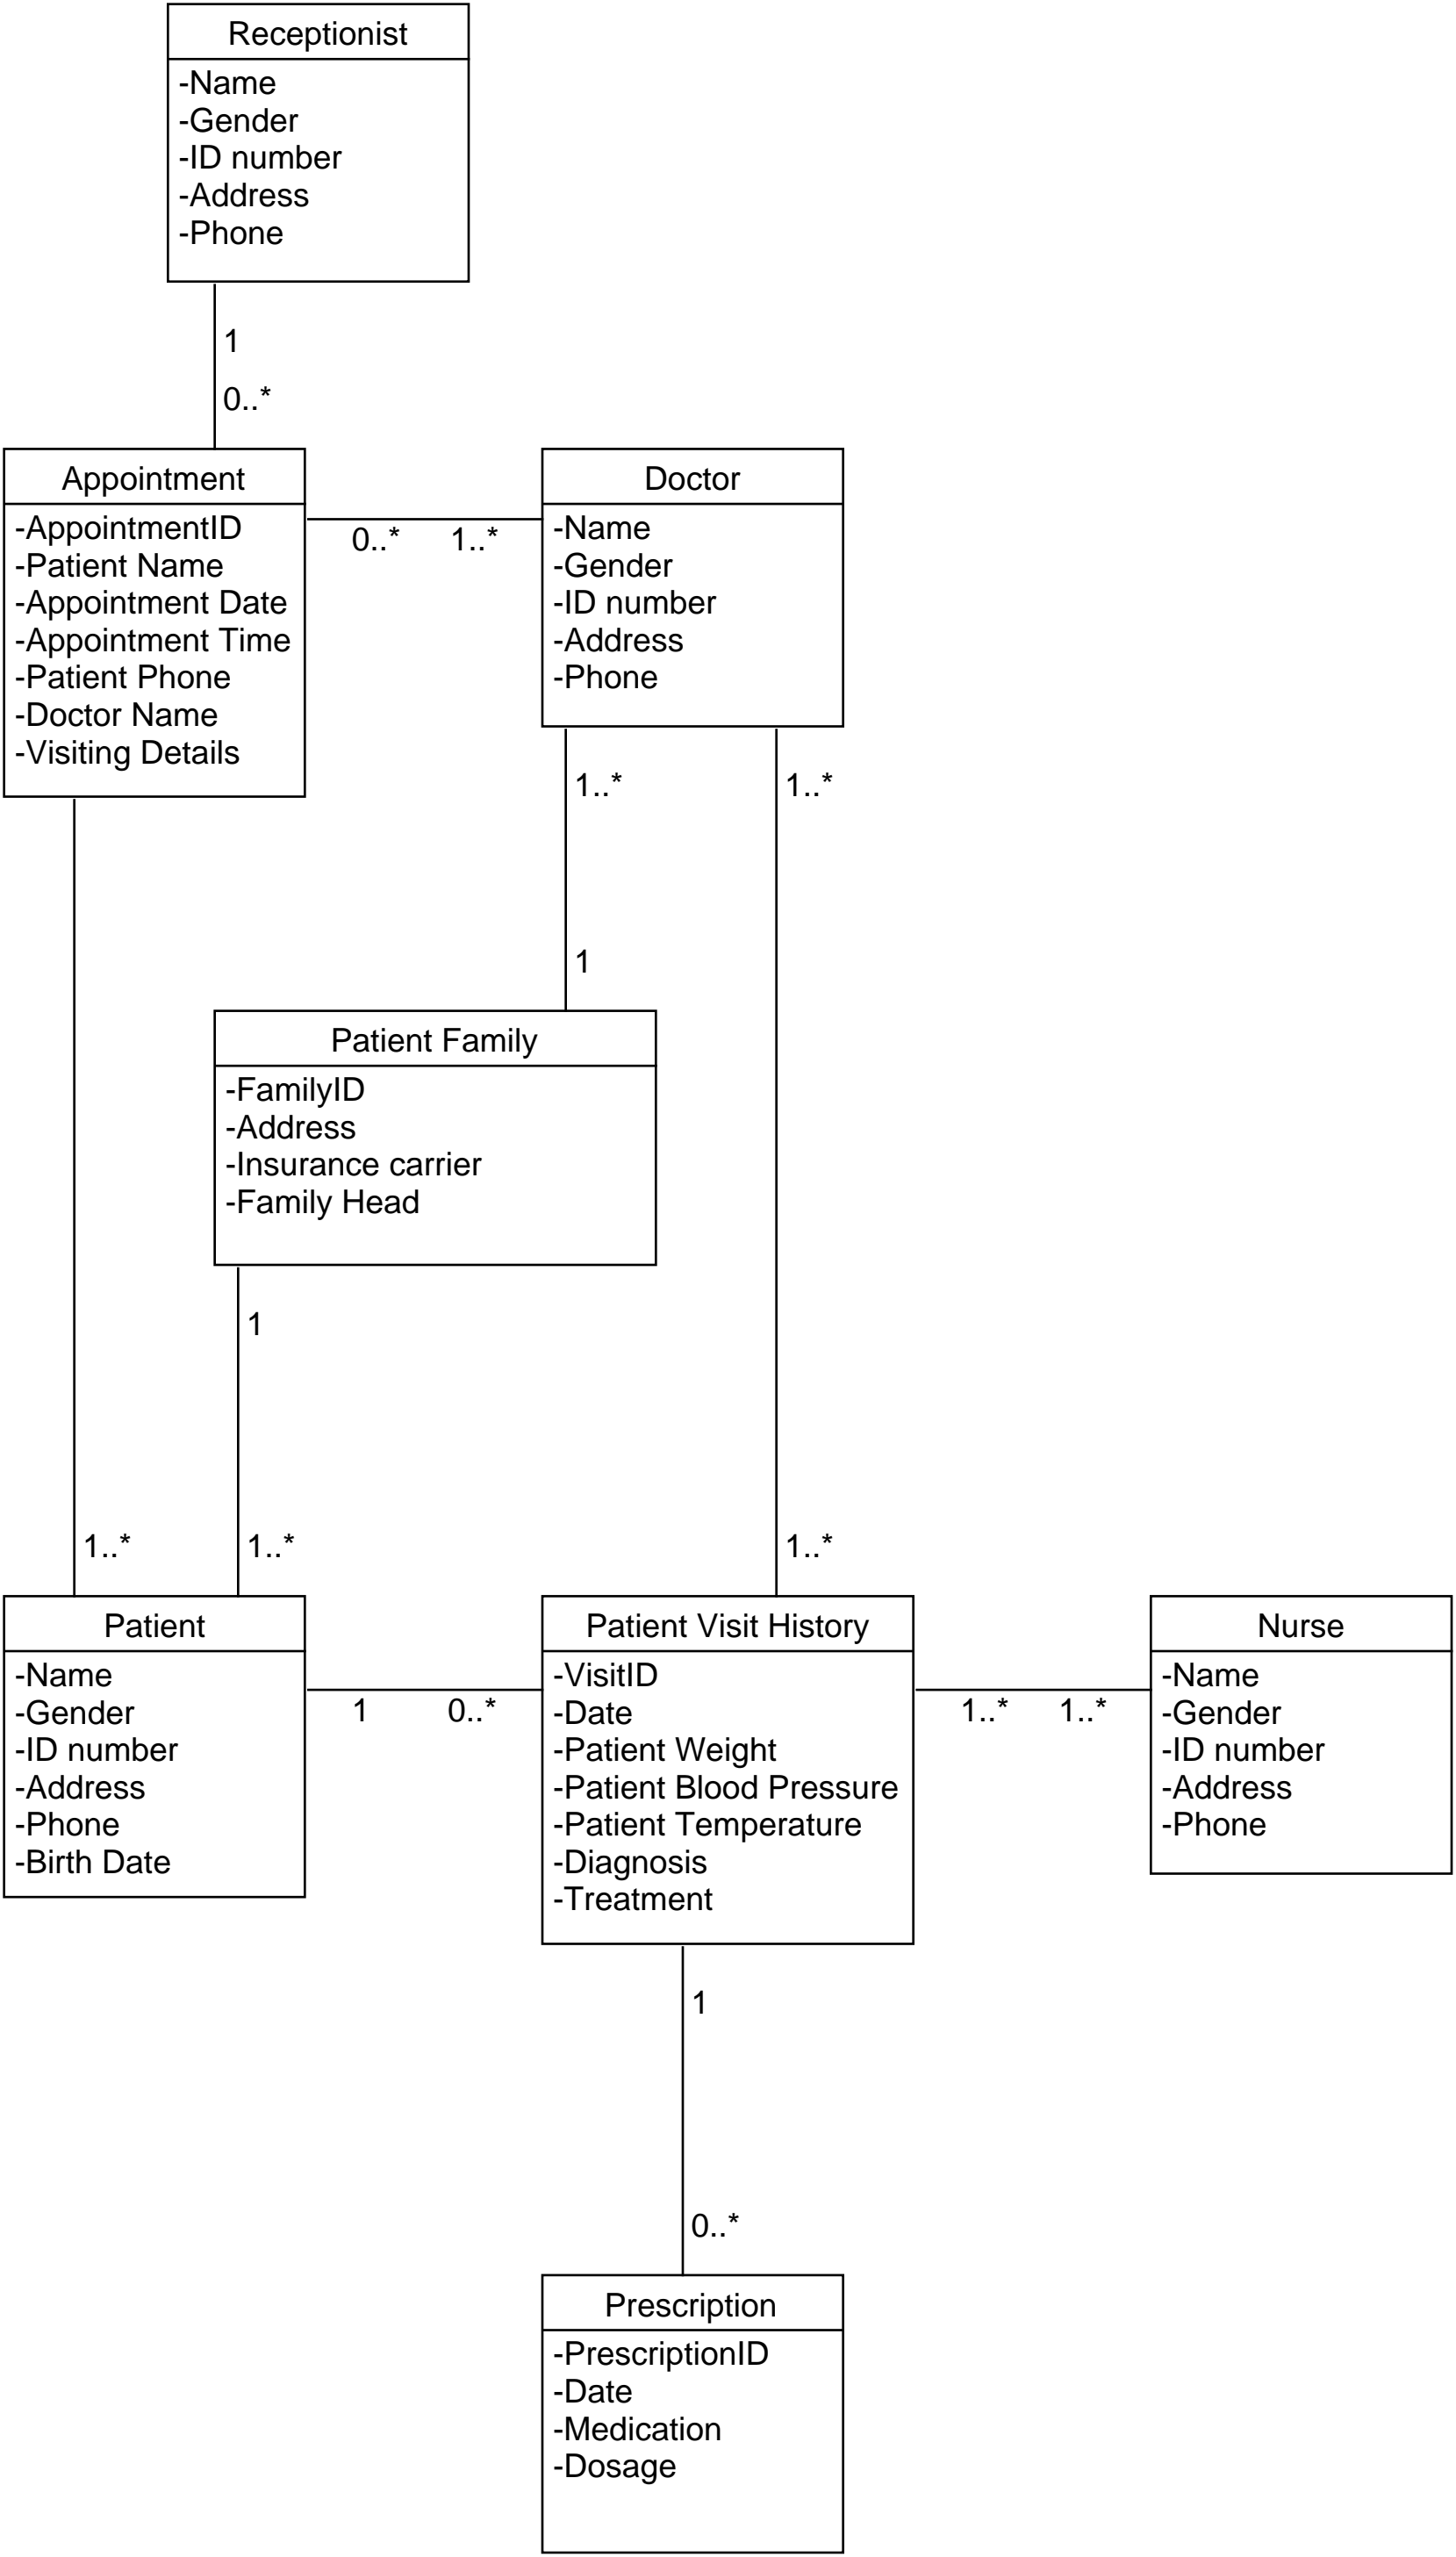 Receptionist
-Name
-Gender
-ID number
-Address
-Phone
1
0..*
Appointment
-AppointmentID
-Patient Name
-Appointment Date
-Appointment Time
-Patient Phone
-Doctor Name
-Visiting Details
0..* 1..*
Doctor
-Name
-Gender
-ID number
-Address
-Phone
1..* 1..*
1
Patient Family
-FamilyID
-Address
-Insurance carrier
-Family Head
1
1..* 1..* 1..*
Patient
-Name
-Gender
-ID number
-Address
-Phone
-Birth Date
1 0..*
Patient Visit History
-VisitID
-Date
-Patient Weight
-Patient Blood Pressure
-Patient Temperature
-Diagnosis
-Treatment
1..* 1..*
Nurse
-Name
-Gender
-ID number
-Address
-Phone
1
0..*
Prescription
-PrescriptionID
-Date
-Medication
-Dosage